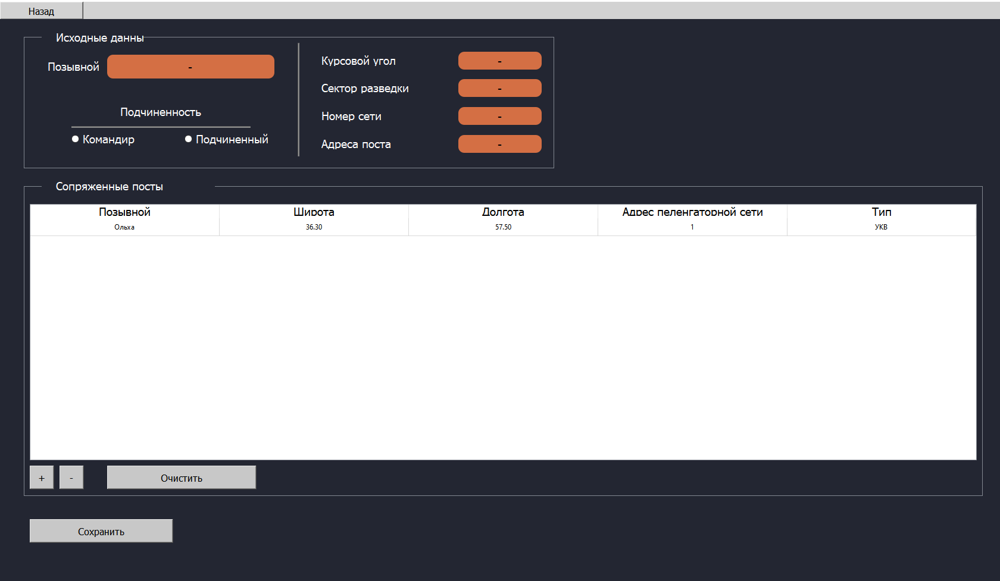 Назад
Исходные данны
Позывной -
Подчиненность
Командир Подчиненный
Курсовой угол -
Сектор разведки -
Номер сети -
Адреса поста -
Сопряженные посты
Позывной Широта Долгота Адрес пеленгаторной сети Тип
Ольха 36.30 57.50 1 УКВ
+ - Очистить
Сохранить